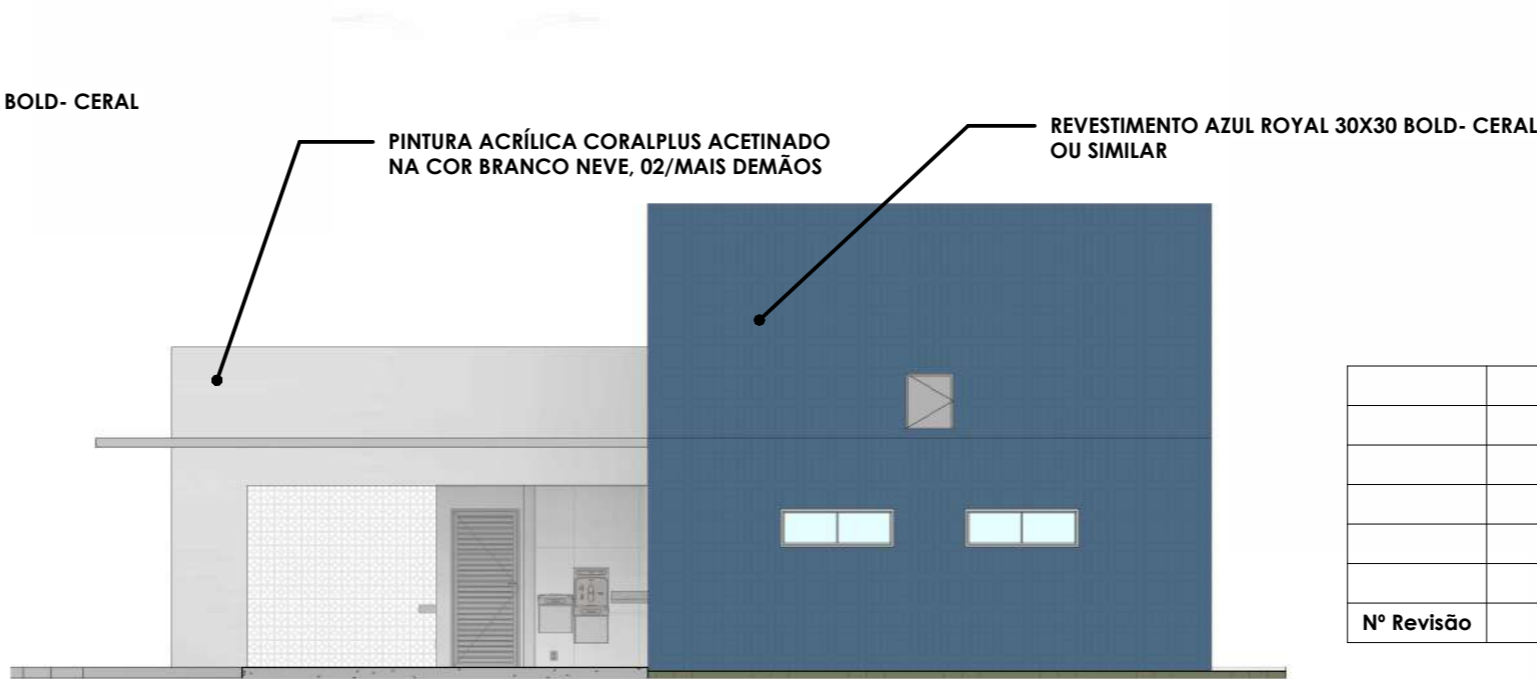 BOLD- CERAL
PINTURA ACRÍLICA CORALPLUS ACETINADO
NA COR BRANCO NEVE, 02/MAIS DEMÃOS
REVESTIMENTO AZUL ROYAL 30X30 BOLD- CERAL
OU SIMILAR
Nº Revisão